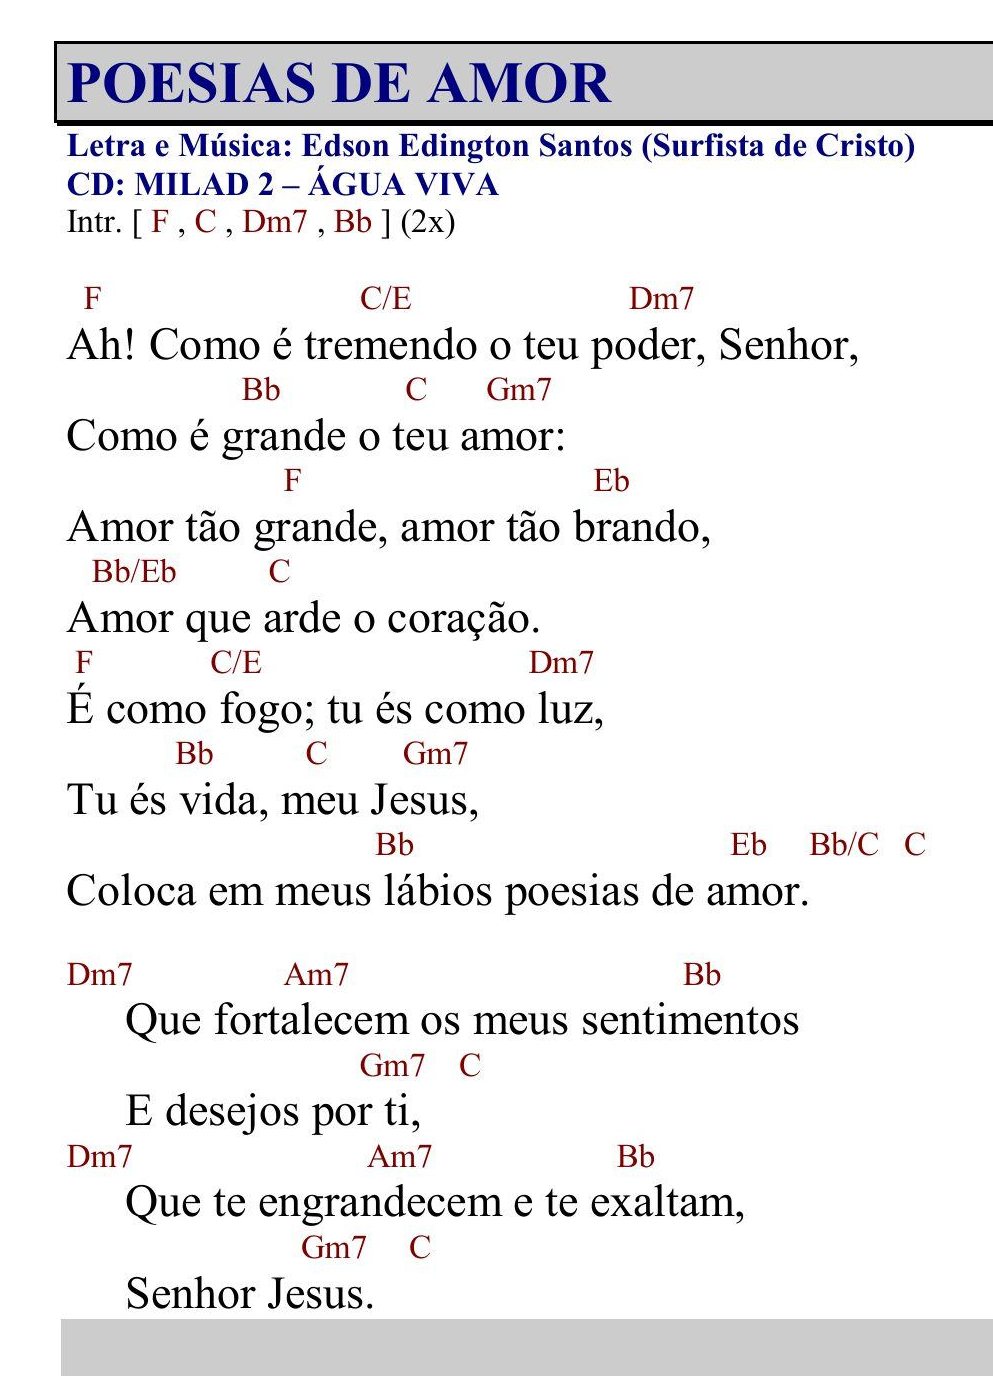 POESIAS DE AMOR
Letra e Música: Edson Edington Santos (Surfista de Cristo)
CD: MILAD 2 – ÁGUA VIVA
Intr. [ F , C , Dm7 , Bb ] (2x)
F C/E Dm7
Ah! Como é tremendo o teu poder, Senhor,
Bb C Gm7
Como é grande o teu amor:
F Eb
Amor tão grande, amor tão brando,
Bb/Eb C
Amor que arde o coração.
F C/E Dm7
É como fogo; tu és como luz,
Bb C Gm7
Tu és vida, meu Jesus,
Bb Eb Bb/C C
Coloca em meus lábios poesias de amor.
Dm7 Am7 Bb
Que fortalecem os meus sentimentos
Gm7 C
E desejos por ti,
Dm7 Am7 Bb
Que te engrandecem e te exaltam,
Gm7 C
Senhor Jesus.